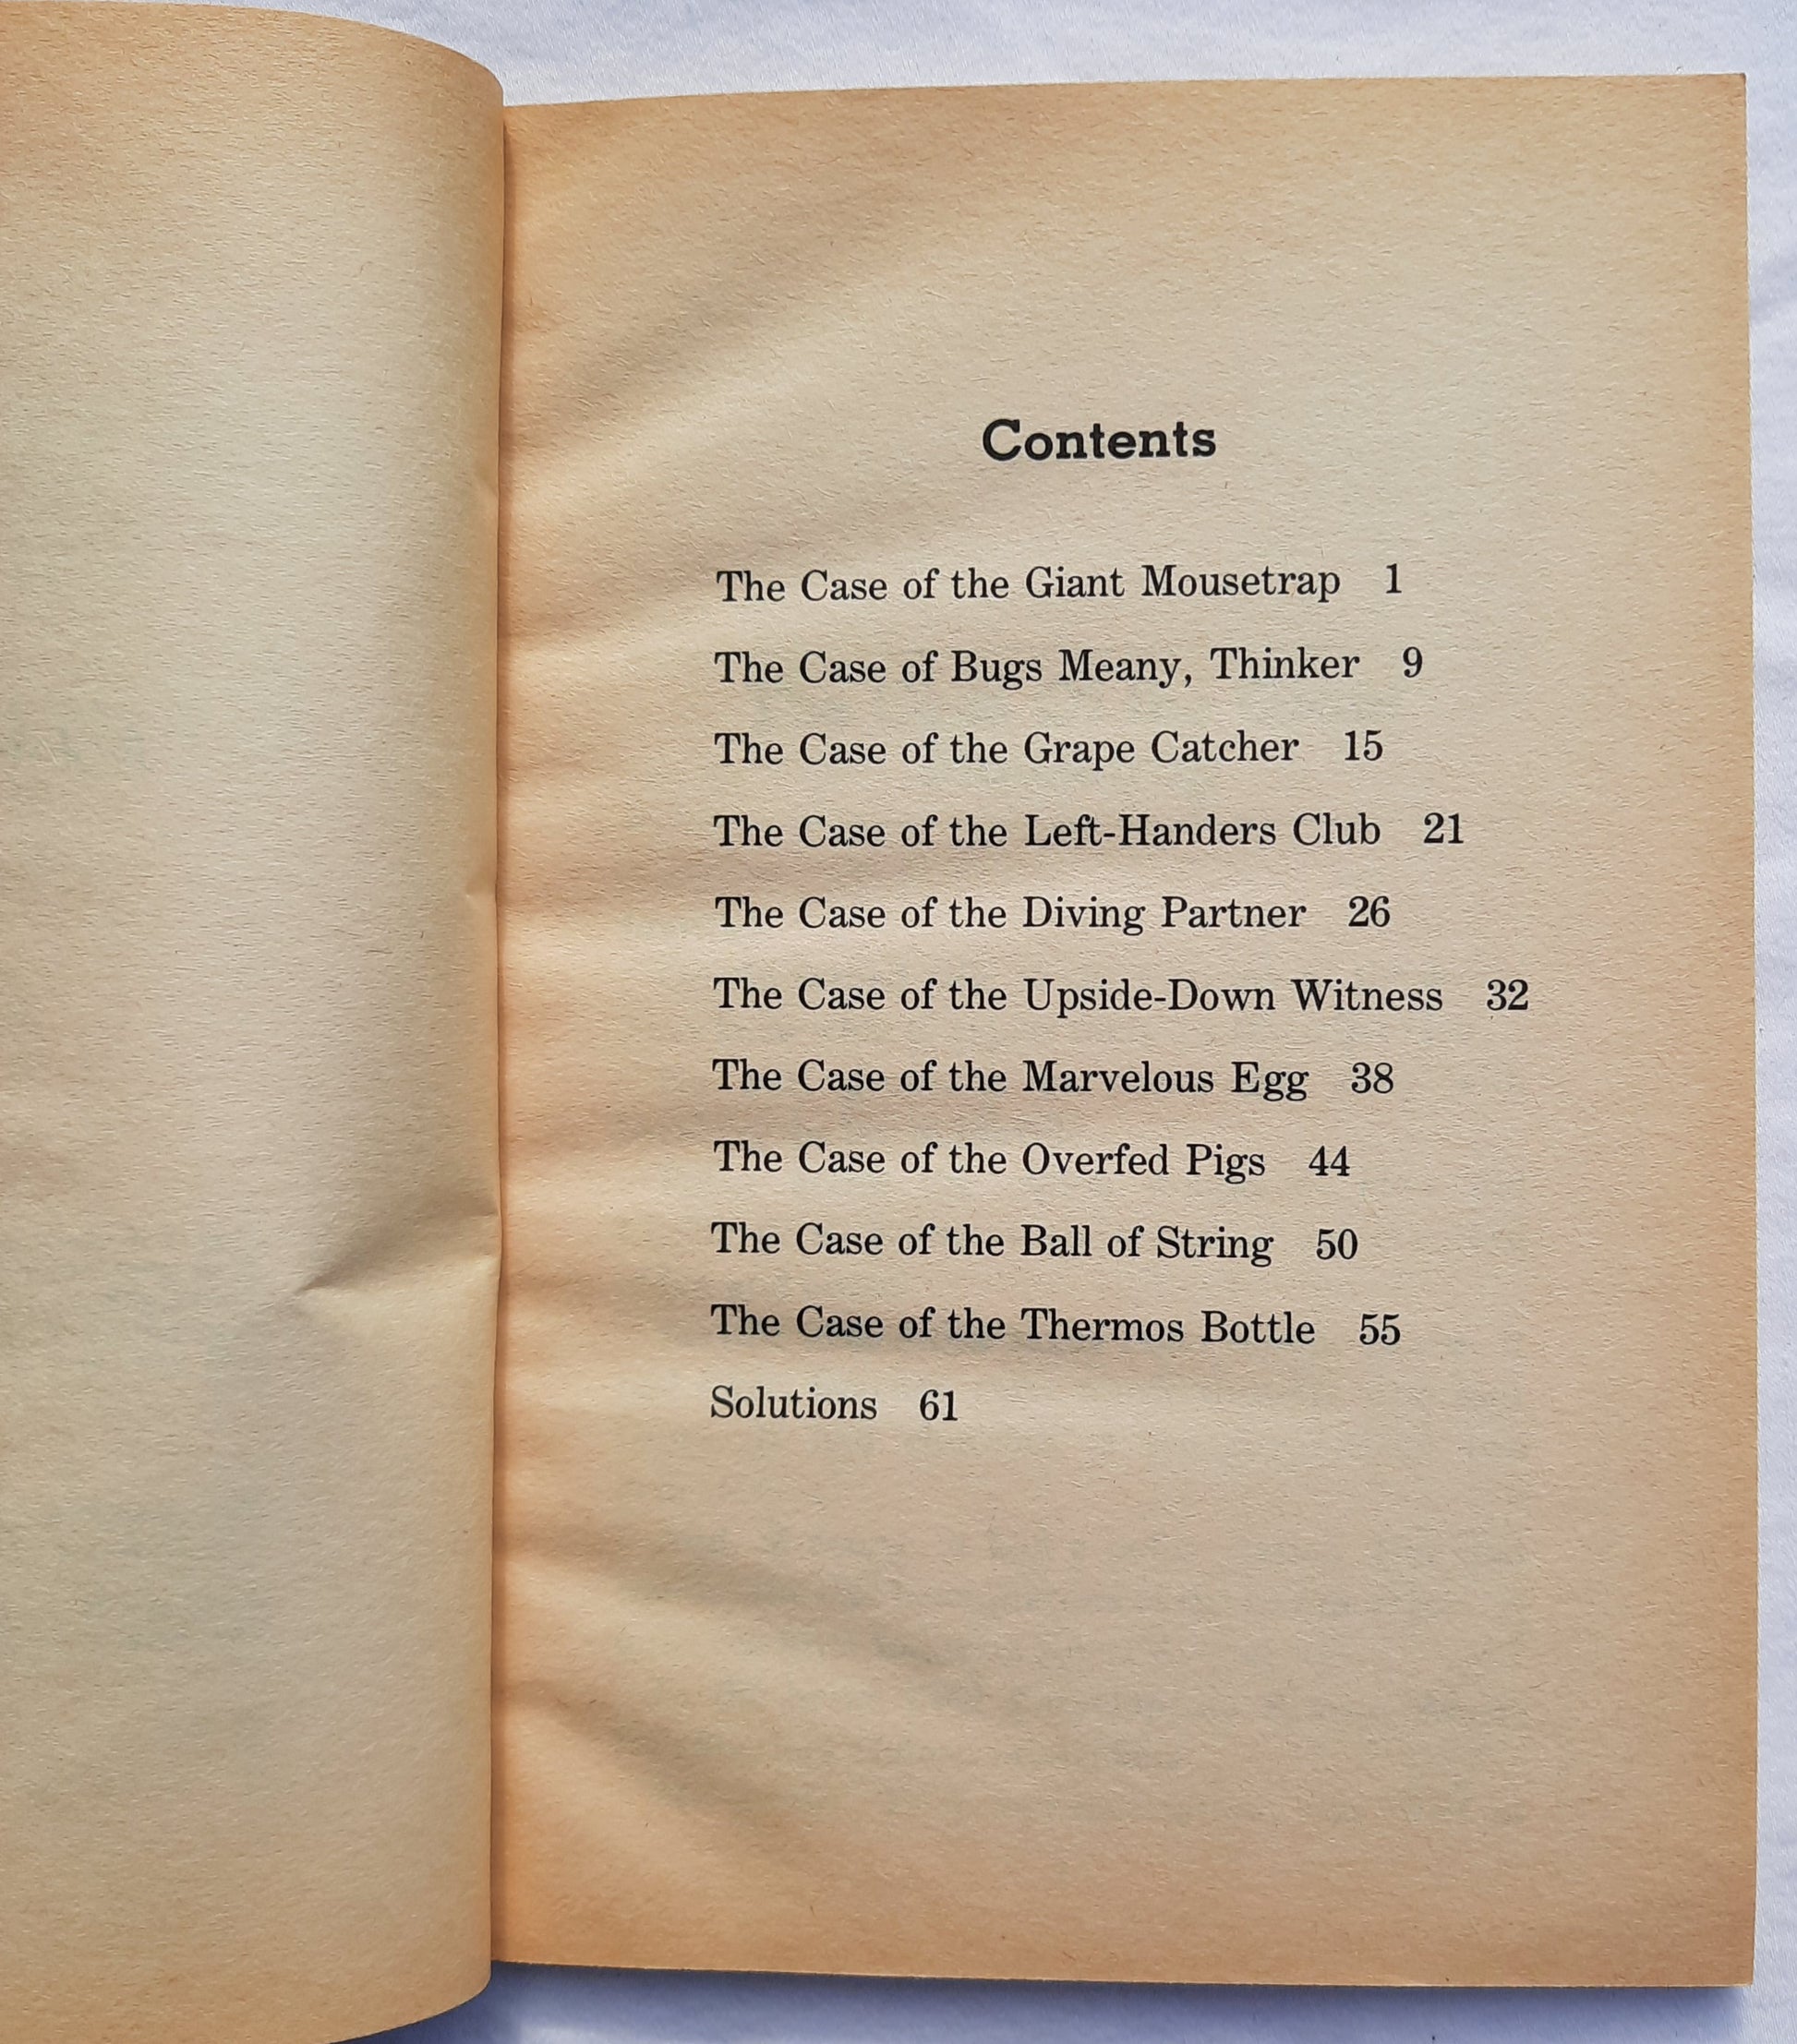 Contents
The Case of the Giant Mousetrap 1
The Case of Bugs Meany, Thinker 9
The Case of the Grape Catcher 15
The Case of the Left-Handers Club 21
The Case of the Diving Partner 26
The Case of the Upside-Down Witness 32
The Case of the Marvelous Egg 38
The Case of the Overfed Pigs 44
The Case of the Ball of String 50
The Case of the Thermos Bottle 55
Solutions 61